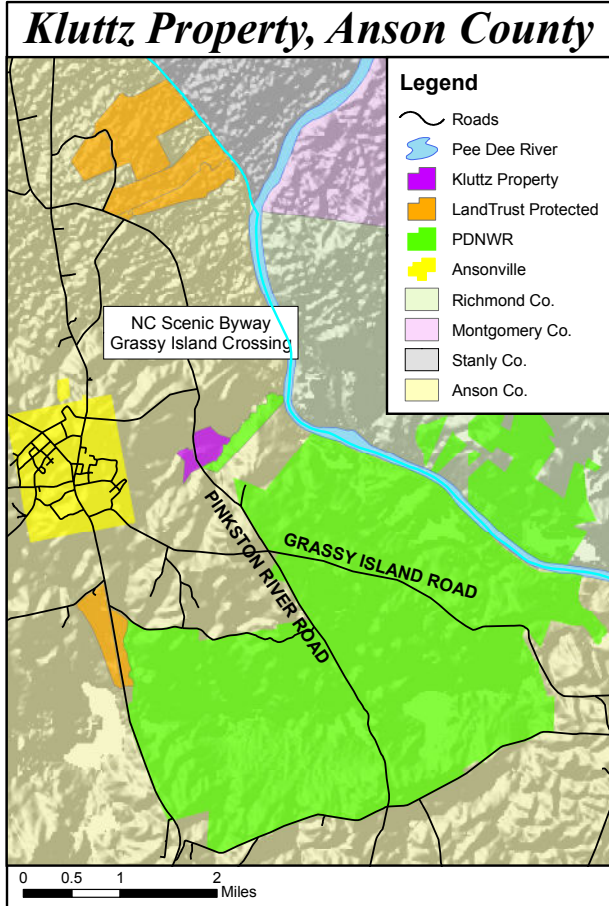 Kluttz Property, Anson County
Legend
Roads
Pee Dee River
Kluttz Property
LandTrust Protected
PDNWR
Ansonville
Richmond Co.
Montgomery Co.
Stanly Co.
Anson Co.
NC Scenic Byway
Grassy Island Crossing
PINKSTON RIVER ROAD
GRASSY ISLAND ROAD
0 0.5 1 2
Miles